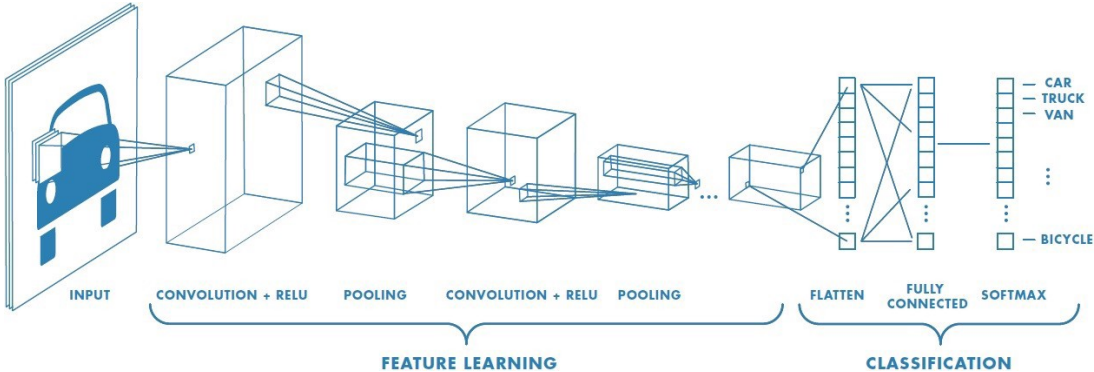 CAR
TRUCK
VAN
BICYCLE
INPUT
CONVOLUTION + RELU
POOLING
CONVOLUTION + RELU
POOLING
FLATTEN
FULLY
CONNECTED
SOFTMAX
FEATURE LEARNING
CLASSIFICATION